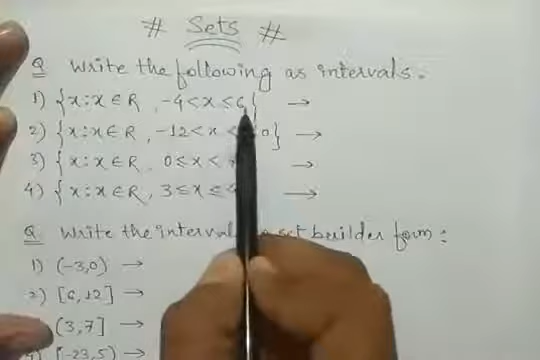 # Sets #
Q Write the following as intervals.
1) {x : x ∈ R, -4 < x ≤ 6} →
2) {x : x ∈ R, -12 < x < 0} →
3) {x : x ∈ R, 0 ≤ x < →
4) {x : x ∈ R, 3 ≤ x ≤ →
Q Write the interval set builder form :
1) (-3,0) →
2) [6,12] →
(3,7] →
[-23,5) →